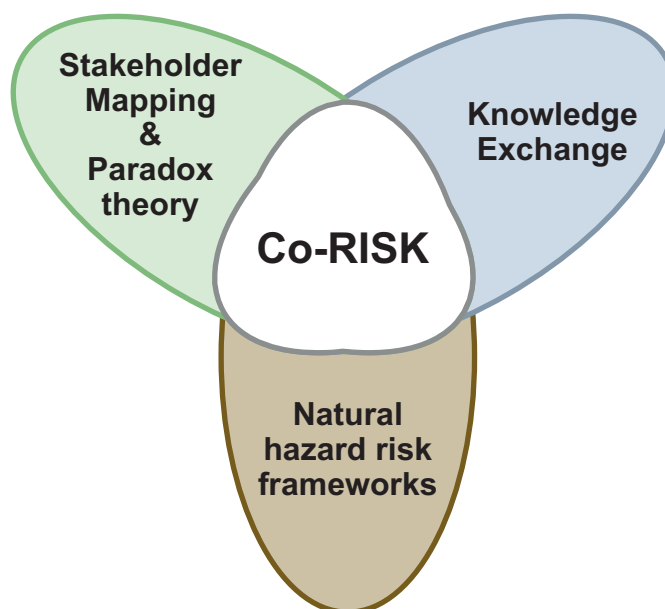 Stakeholder
Mapping
&
Paradox
theory
Knowledge
Exchange
Co-RISK
Natural
hazard risk
frameworks